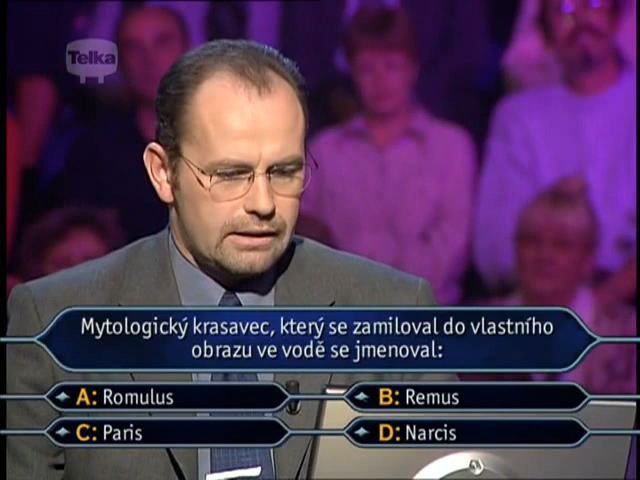 Telka
Mytologický krasavec, který se zamiloval do vlastního
obrazu ve vodě se jmenoval:
A: Romulus
B: Remus
C: Paris
D: Narcis